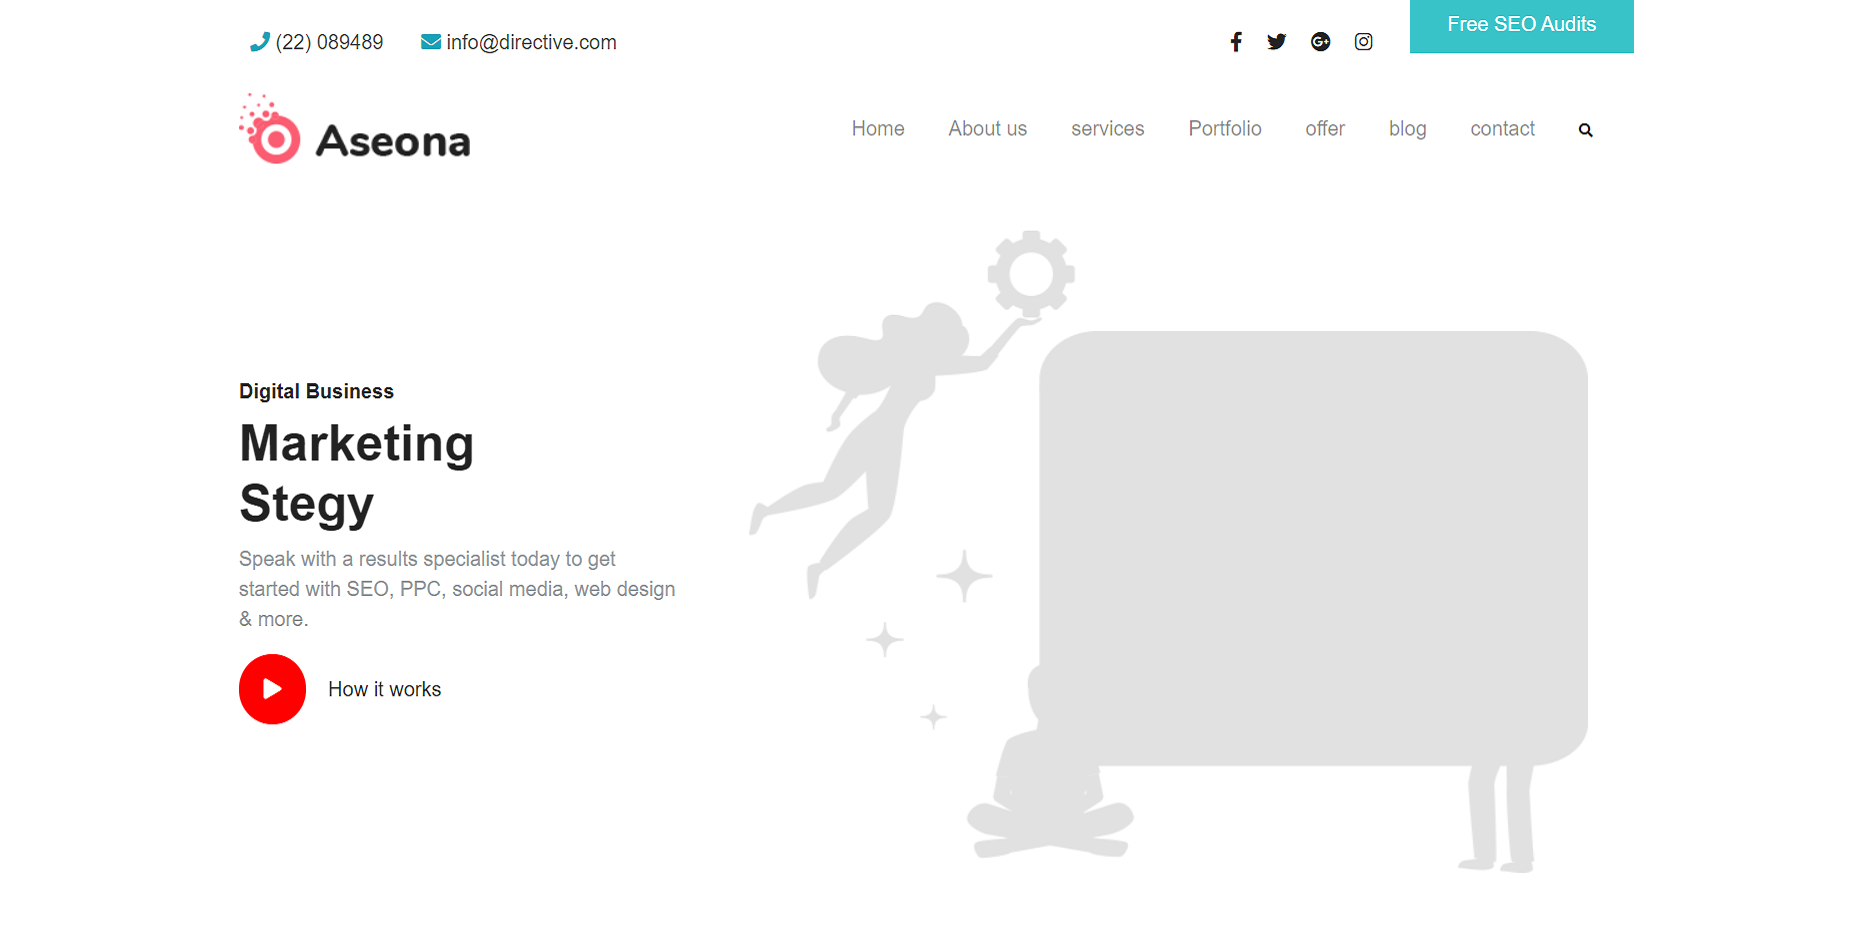 (22) 089489 info@directive.com Free SEO Audits
Aseona
Home About us services Portfolio offer blog contact
Digital Business
Marketing
Stegy
Speak with a results specialist today to get
started with SEO, PPC, social media, web design
& more.
How it works